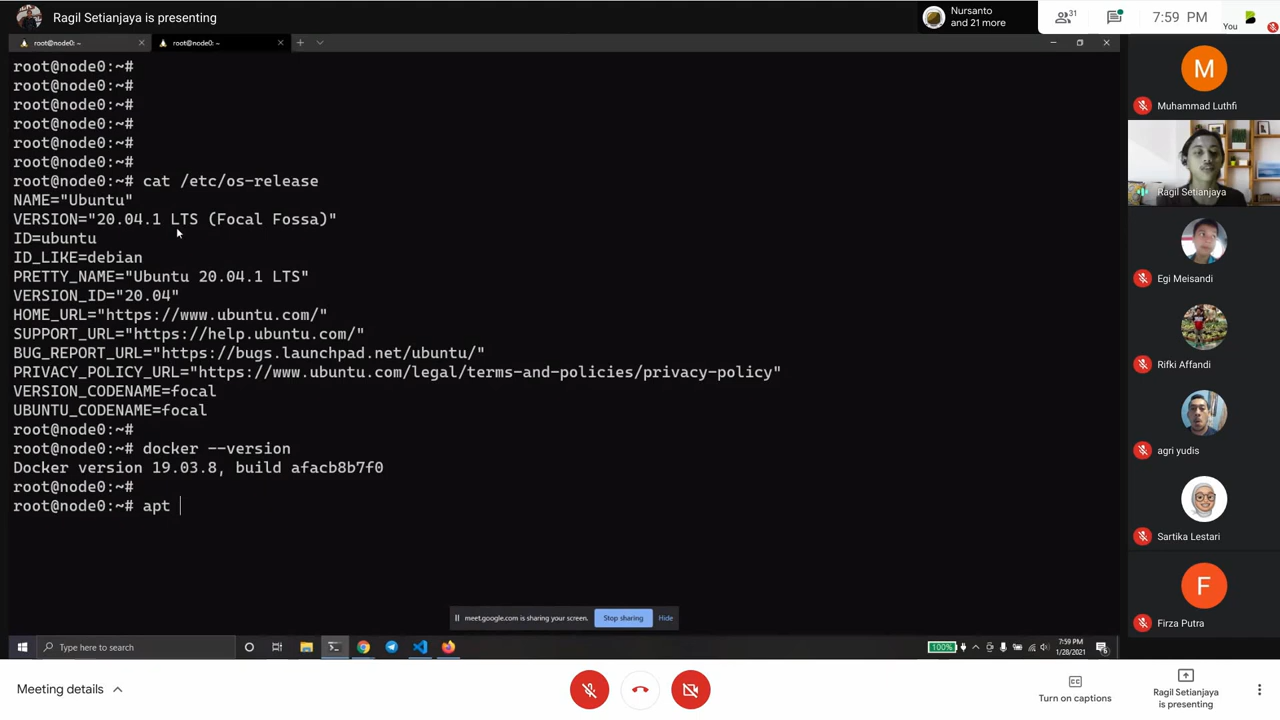 Ragil Setianjaya is presenting
Nursanto
and 21 more
31
7:59 PM
You
root@node0: ~
root@node0: ~
root@node0:~#
root@node0:~#
root@node0:~#
root@node0:~#
root@node0:~#
root@node0:~#
root@node0:~# cat /etc/os-release
NAME="Ubuntu"
VERSION="20.04.1 LTS (Focal Fossa)"
ID=ubuntu
ID_LIKE=debian
PRETTY_NAME="Ubuntu 20.04.1 LTS"
VERSION_ID="20.04"
HOME_URL="https://www.ubuntu.com/"
SUPPORT_URL="https://help.ubuntu.com/"
BUG_REPORT_URL="https://bugs.launchpad.net/ubuntu/"
PRIVACY_POLICY_URL="https://www.ubuntu.com/legal/terms-and-policies/privacy-policy"
VERSION_CODENAME=focal
UBUNTU_CODENAME=focal
root@node0:~#
root@node0:~# docker --version
Docker version 19.03.8, build afacb8b7f0
root@node0:~#
root@node0:~# apt
M
Muhammad Luthfi
Ragil Setianjaya
Egi Meisandi
Rifki Affandi
agri yudis
Sartika Lestari
F
Firza Putra
meet.google.com is sharing your screen.
Stop sharing
Hide
Type here to search
100%
7:59 PM
1/28/2021
Meeting details
Turn on captions
Ragil Setianjaya
is presenting